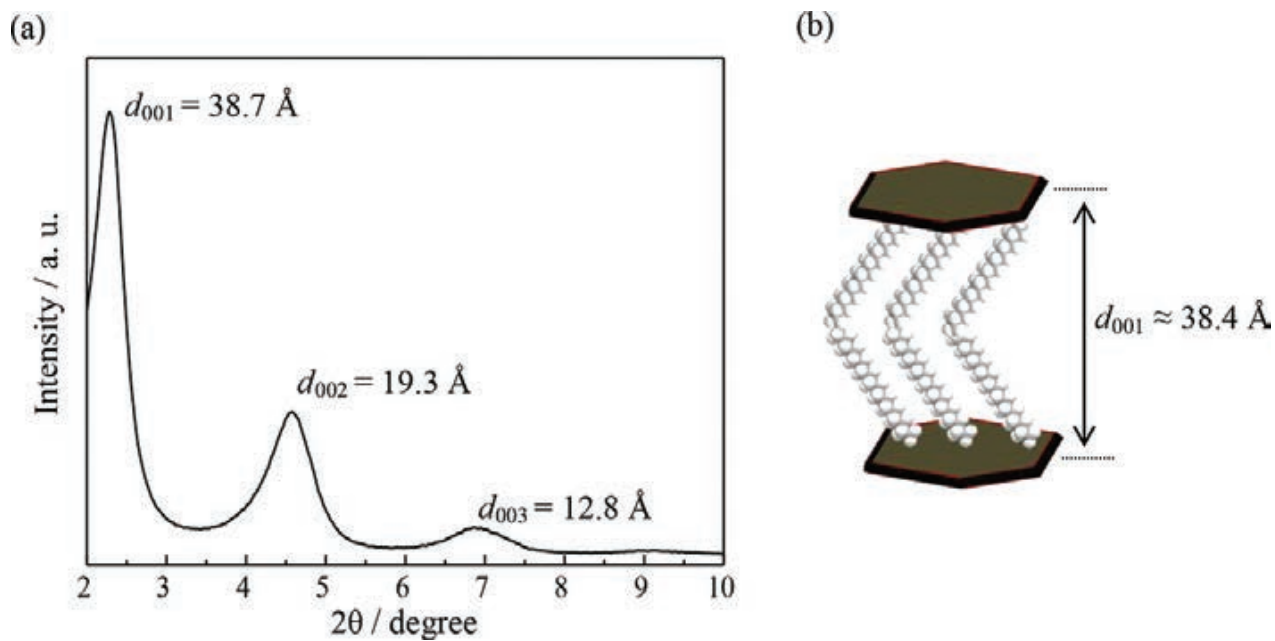 (a)
d001 = 38.7 Å
d002 = 19.3 Å
d003 = 12.8 Å
Intensity / a. u.
2 3 4 5 6 7 8 9 10
2θ / degree
(b)
d001 ≈ 38.4 Å